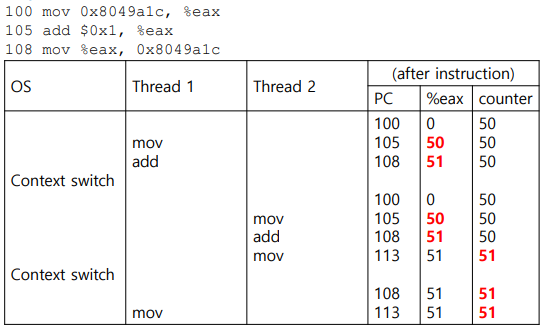 100 mov 0x8049a1c, %eax
105 add $0x1, %eax
108 mov %eax, 0x8049a1c
OS Thread 1 Thread 2 (after instruction)
PC %eax counter
100 0 50
mov 105 50 50
add 108 51 50
Context switch
100 0 50
mov 105 50 50
add 108 51 50
mov 113 51 51
Context switch
108 51 51
mov 113 51 51